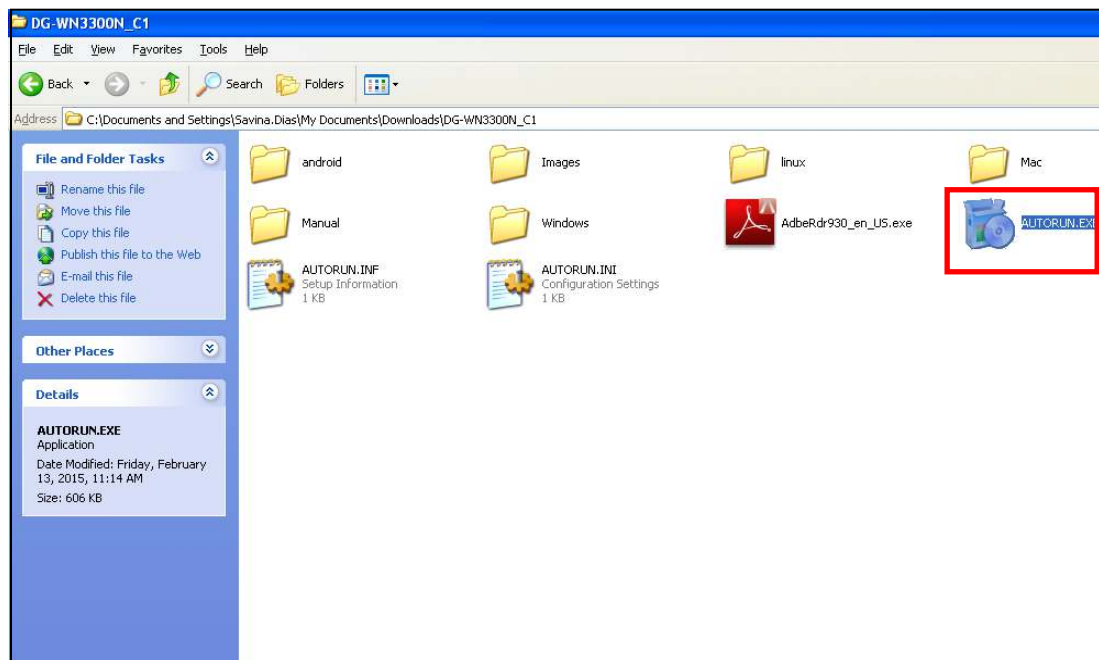 DG-WN3300N_C1
File Edit View Favorites Tools Help
Back Search Folders
Address C:\Documents and Settings\Savina.Dias\My Documents\Downloads\DG-WN3300N_C1
File and Folder Tasks
Rename this file
Move this file
Copy this file
Publish this file to the Web
E-mail this file
Delete this file
Other Places
Details
AUTORUN.EXE
Application
Date Modified: Friday, February
13, 2015, 11:14 AM
Size: 606 KB
android Images linux Mac
Manual Windows AdbeRdr930_en_US.exe AUTORUN.EXE
AUTORUN.INF
Setup Information
1 KB
AUTORUN.INI
Configuration Settings
1 KB